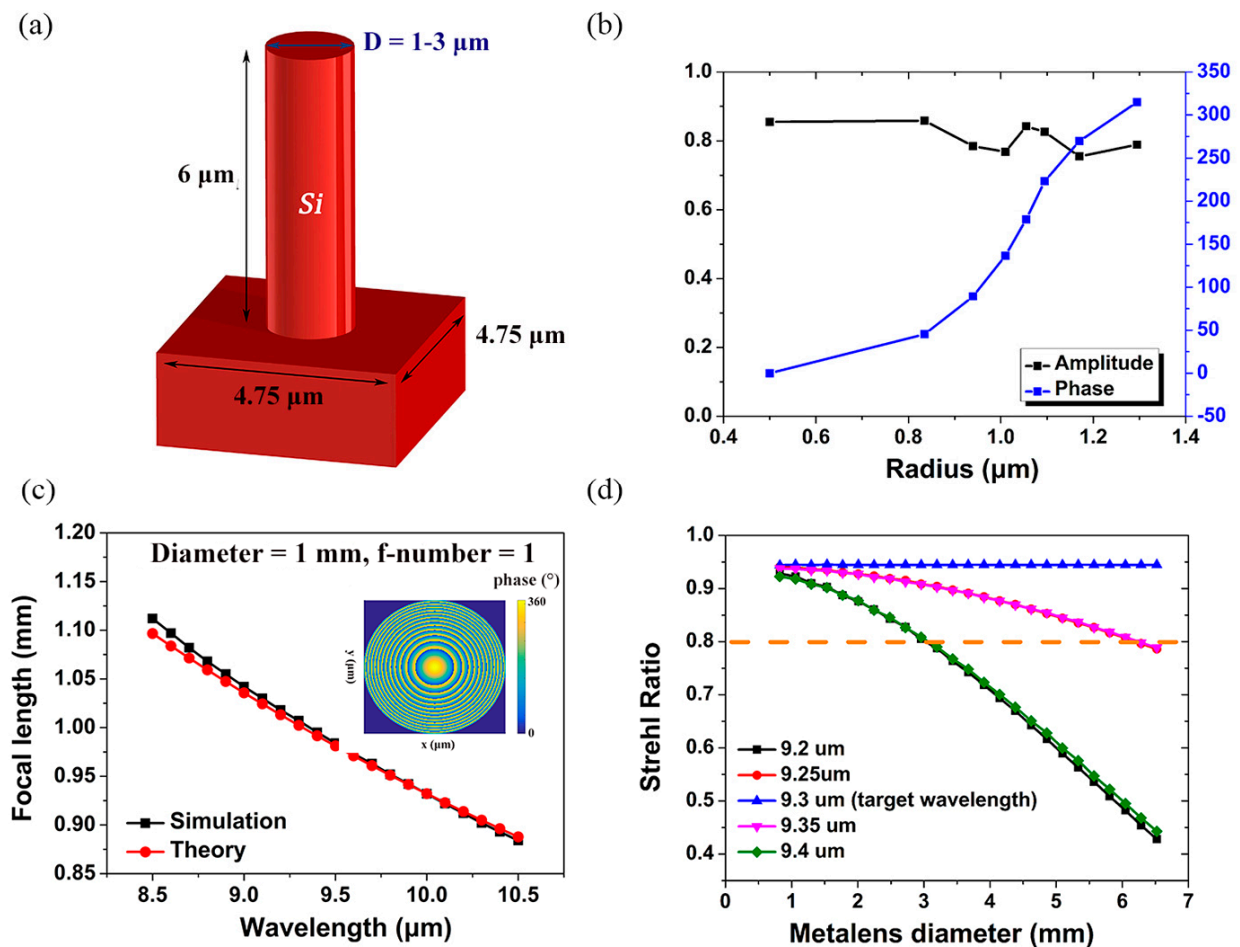 (a)
D = 1-3 μm
6 μm
Si
4.75 μm
4.75 μm
(b)
1.0
0.8
0.6
0.4
0.2
0.0
350
300
250
200
150
100
50
0
-50
Amplitude
Phase
0.4 0.6 0.8 1.0 1.2 1.4
Radius (μm)
(c)
Focal length (mm)
1.20
1.15
1.10
1.05
1.00
0.95
0.90
0.85
Diameter = 1 mm, f-number = 1
phase (°)
360
0
y (μm)
x (μm)
Simulation
Theory
8.5 9.0 9.5 10.0 10.5
Wavelength (μm)
(d)
Strehl Ratio
1.0
0.9
0.8
0.7
0.6
0.5
0.4
9.2 um
9.25um
9.3 um (target wavelength)
9.35 um
9.4 um
0 1 2 3 4 5 6 7
Metalens diameter (mm)